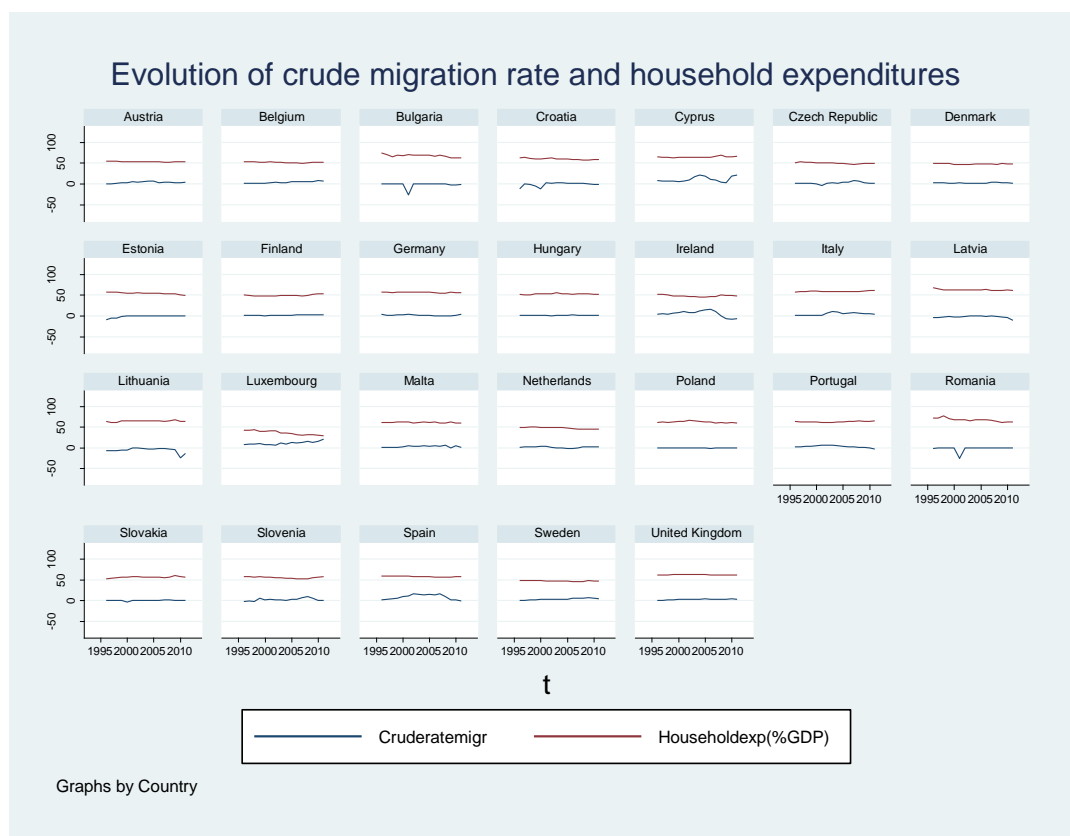 Evolution of crude migration rate and household expenditures
Austria Belgium Bulgaria Croatia Cyprus Czech Republic Denmark
100
50
0
-50
Estonia Finland Germany Hungary Ireland Italy Latvia
100
50
0
-50
Lithuania Luxembourg Malta Netherlands Poland Portugal Romania
100
50
0
-50
1995 2000 2005 2010 1995 2000 2005 2010
Slovakia Slovenia Spain Sweden United Kingdom
100
50
0
-50
1995 2000 2005 2010 1995 2000 2005 2010 1995 2000 2005 2010 1995 2000 2005 2010 1995 2000 2005 2010
t
Cruderatemigr Householdexp(%GDP)
Graphs by Country